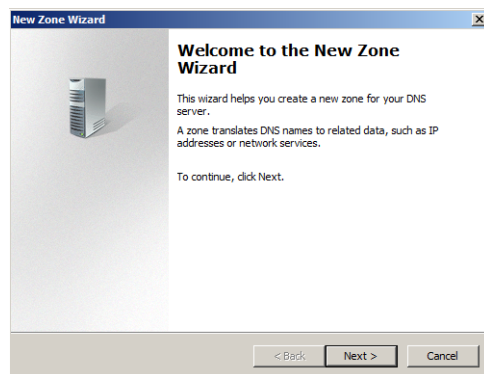 New Zone Wizard
Welcome to the New Zone
Wizard
This wizard helps you create a new zone for your DNS
server.
A zone translates DNS names to related data, such as IP
addresses or network services.
To continue, click Next.
< Back
Next >
Cancel